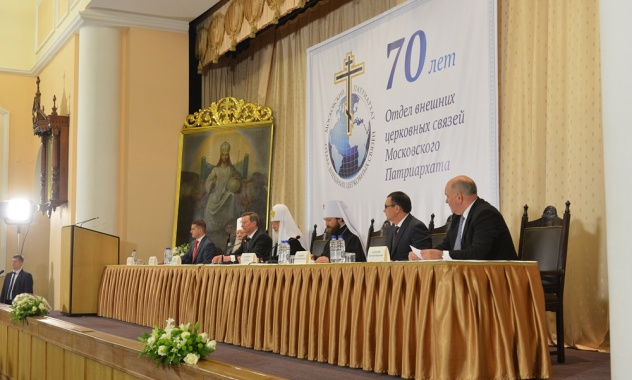 70 лет
Отдел внешних
церковных связей
Московского
Патриархата